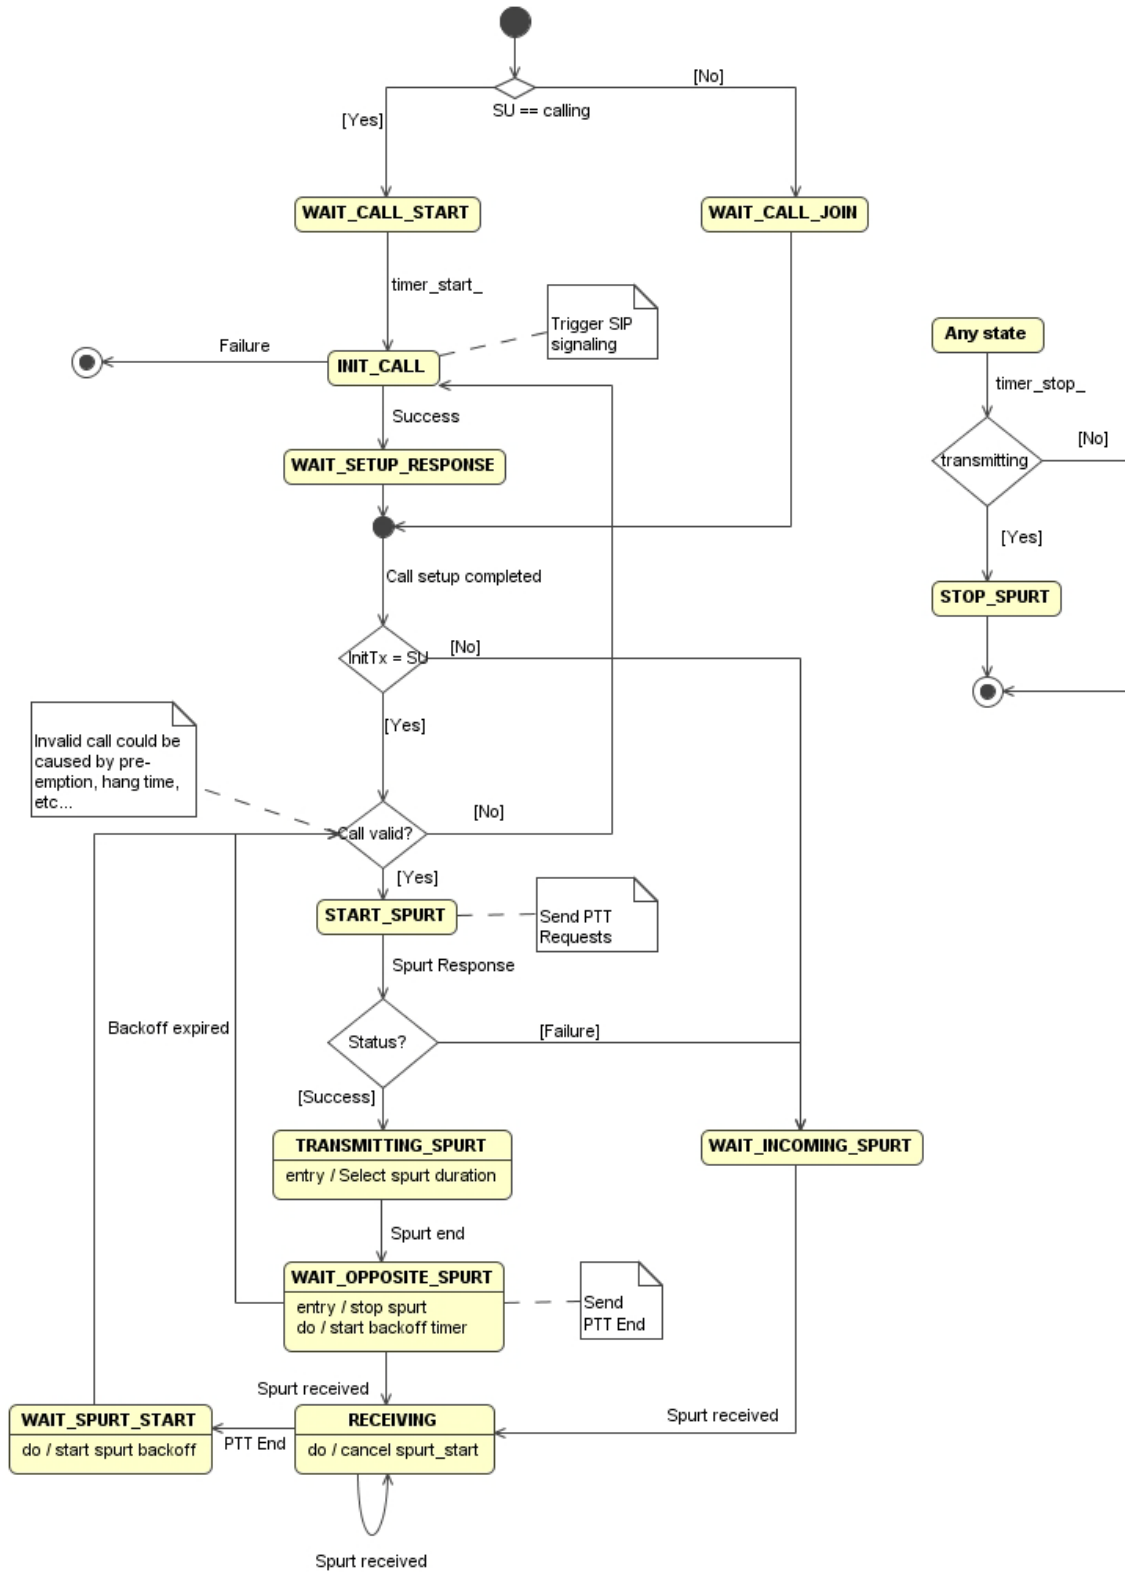 [No]
SU == calling
[Yes]
WAIT_CALL_START
WAIT_CALL_JOIN
timer_start_
Trigger SIP
signaling
Any state
Failure
INIT_CALL
timer_stop_
Success
[No]
WAIT_SETUP_RESPONSE
transmitting
[Yes]
Call setup completed
STOP_SPURT
[No]
InitTx = SU
[Yes]
Invalid call could be
caused by pre-
emption, hang time,
etc...
[No]
Call valid?
[Yes]
START_SPURT
Send PTT
Requests
Spurt Response
Backoff expired
[Failure]
Status?
[Success]
TRANSMITTING_SPURT
entry / Select spurt duration
WAIT_INCOMING_SPURT
Spurt end
WAIT_OPPOSITE_SPURT
entry / stop spurt
do / start backoff timer
Send
PTT End
Spurt received
Spurt received
WAIT_SPURT_START
do / start spurt backoff
PTT End
RECEIVING
do / cancel spurt_start
Spurt received